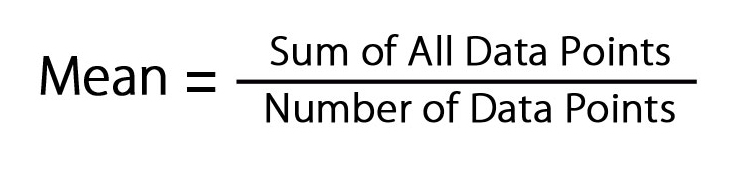 Mean =
Sum of All Data Points
Number of Data Points